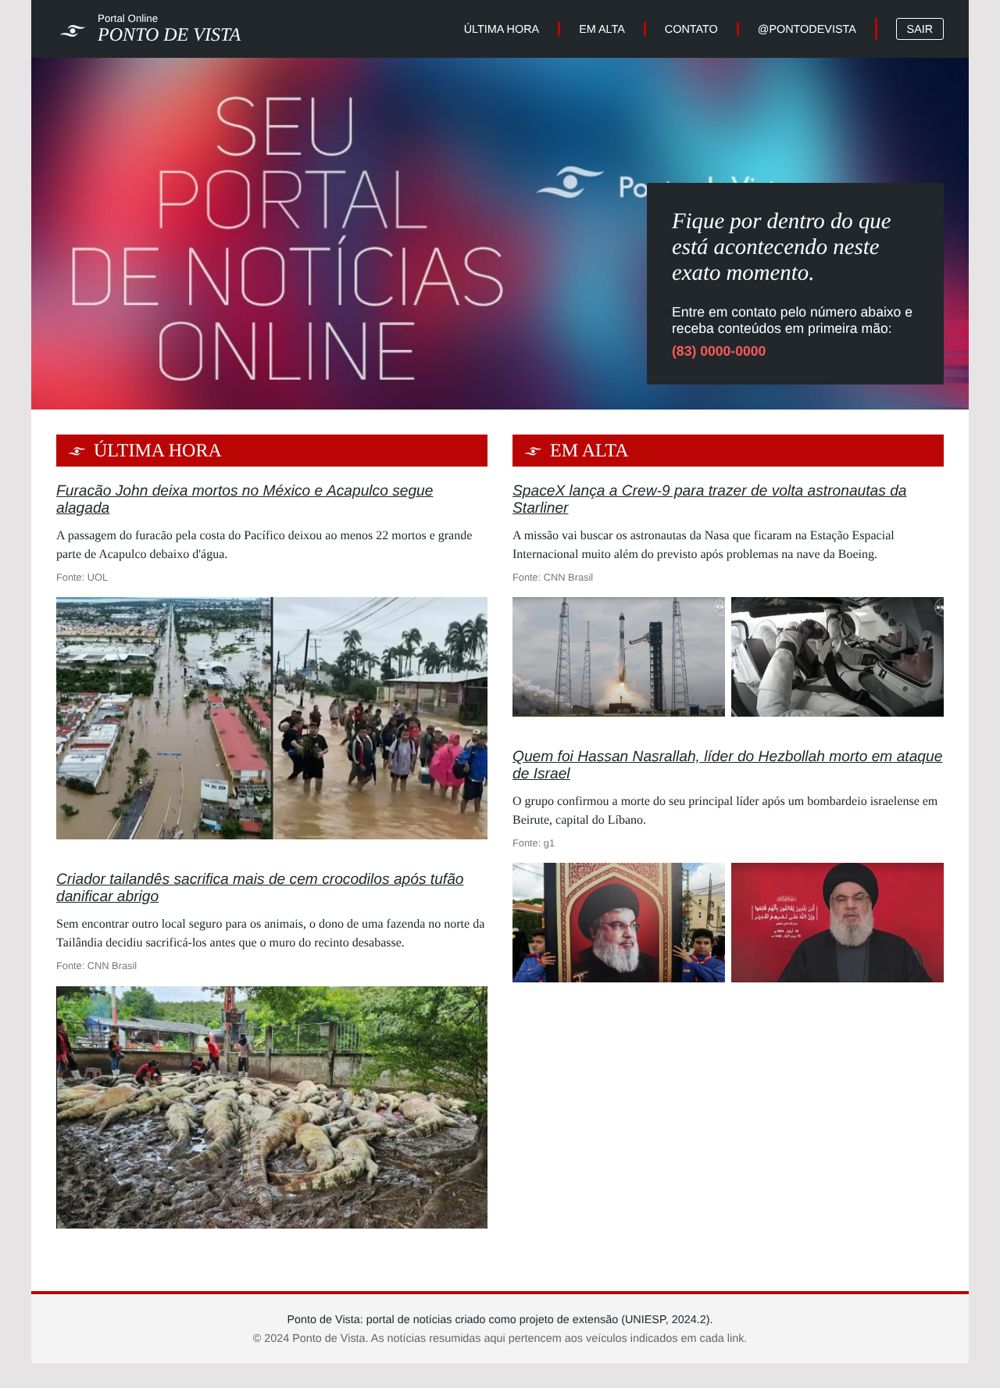 Portal Online
PONTO DE VISTA
ÚLTIMA HORA
EM ALTA
CONTATO
@PONTODEVISTA
SAIR
SEU
PORTAL
DE NOTÍCIAS
ONLINE
Fique por dentro do que
está acontecendo neste
exato momento.
Entre em contato pelo número abaixo e
receba conteúdos em primeira mão:
(83) 0000-0000
ÚLTIMA HORA
Furacão John deixa mortos no México e Acapulco segue
alagada
A passagem do furacão pela costa do Pacífico deixou ao menos 22 mortos e grande
parte de Acapulco debaixo d'água.
Fonte: UOL
Criador tailandês sacrifica mais de cem crocodilos após tufão
danificar abrigo
Sem encontrar outro local seguro para os animais, o dono de uma fazenda no norte da
Tailândia decidiu sacrificá-los antes que o muro do recinto desabasse.
Fonte: CNN Brasil
EM ALTA
SpaceX lança a Crew-9 para trazer de volta astronautas da
Starliner
A missão vai buscar os astronautas da Nasa que ficaram na Estação Espacial
Internacional muito além do previsto após problemas na nave da Boeing.
Fonte: CNN Brasil
Quem foi Hassan Nasrallah, líder do Hezbollah morto em ataque
de Israel
O grupo confirmou a morte do seu principal líder após um bombardeio israelense em
Beirute, capital do Líbano.
Fonte: g1
Ponto de Vista: portal de notícias criado como projeto de extensão (UNIESP, 2024.2).
© 2024 Ponto de Vista. As notícias resumidas aqui pertencem aos veículos indicados em cada link.